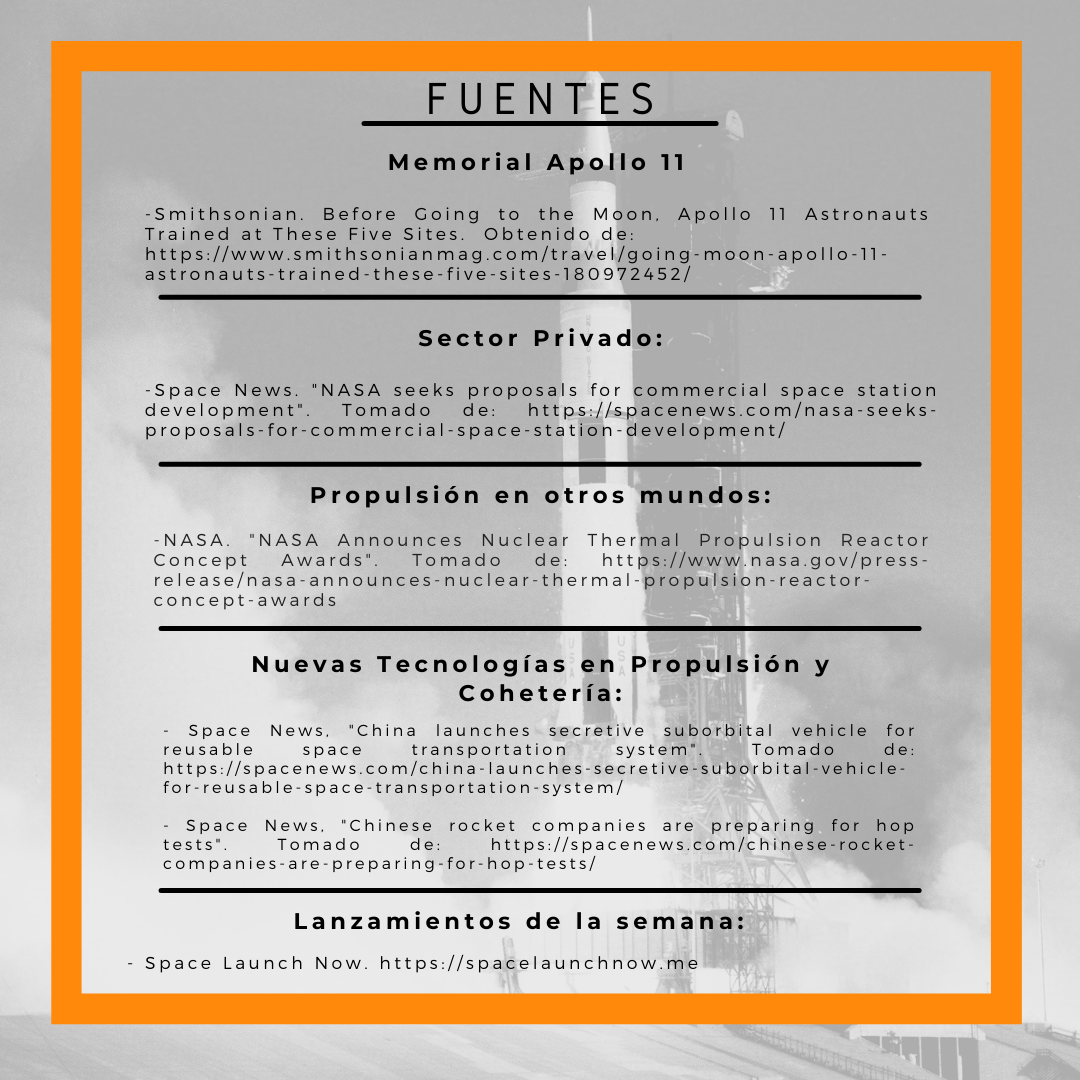 FUENTES
Memorial Apollo 11
-Smithsonian. Before Going to the Moon, Apollo 11 Astronauts
Trained at These Five Sites. Obtenido de:
https://www.smithsonianmag.com/travel/going-moon-apollo-11-
astronauts-trained-these-five-sites-180972452/
Sector Privado:
-Space News. "NASA seeks proposals for commercial space station
development". Tomado de: https://spacenews.com/nasa-seeks-
proposals-for-commercial-space-station-development/
Propulsión en otros mundos:
-NASA. "NASA Announces Nuclear Thermal Propulsion Reactor
Concept Awards". Tomado de: https://www.nasa.gov/press-
release/nasa-announces-nuclear-thermal-propulsion-reactor-
concept-awards
USA
USA
Nuevas Tecnologías en Propulsión y
Cohetería:
- Space News, "China launches secretive suborbital vehicle for
reusable space transportation system". Tomado de:
https://spacenews.com/china-launches-secretive-suborbital-vehicle-
for-reusable-space-transportation-system/
- Space News, "Chinese rocket companies are preparing for hop
tests". Tomado de: https://spacenews.com/chinese-rocket-
companies-are-preparing-for-hop-tests/
Lanzamientos de la semana:
- Space Launch Now. https://spacelaunchnow.me